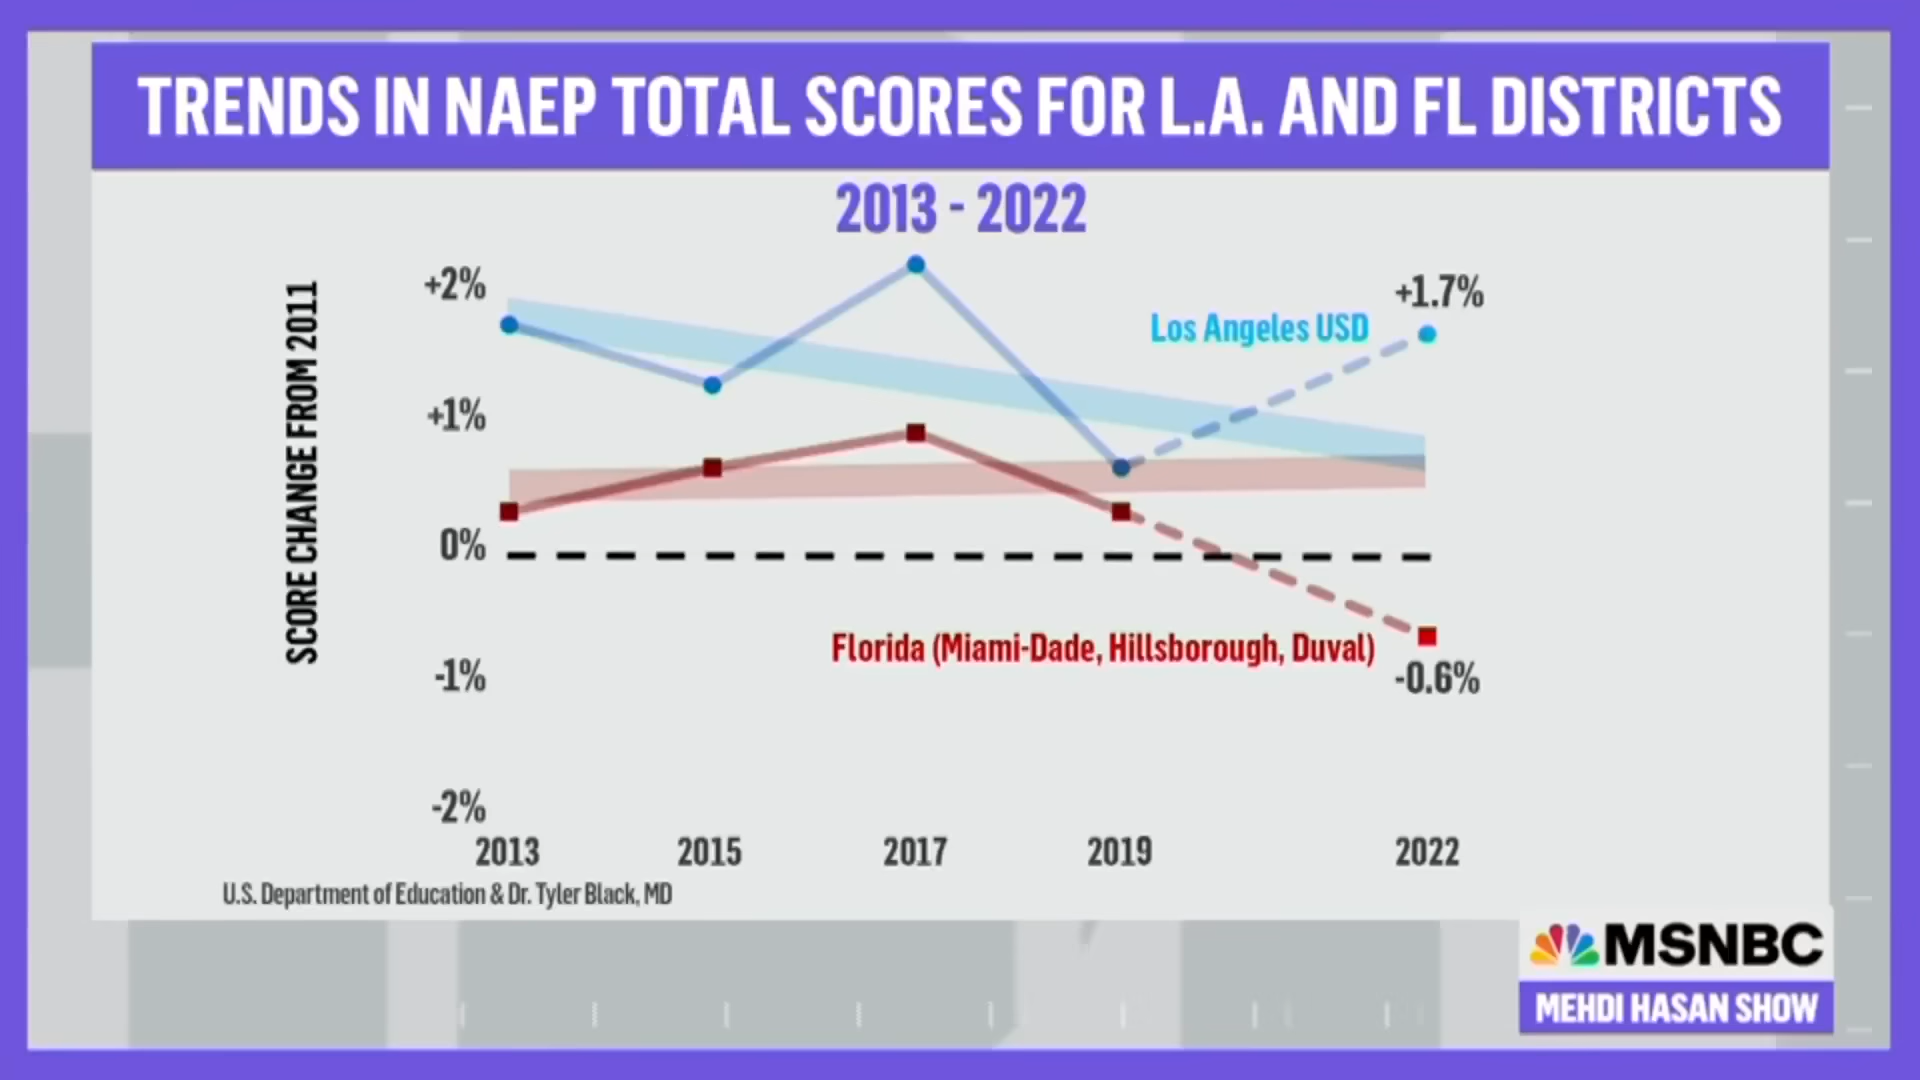 TRENDS IN NAEP TOTAL SCORES FOR L.A. AND FL DISTRICTS
2013 - 2022
SCORE CHANGE FROM 2011
+2%
+1%
0%
-1%
-2%
Los Angeles USD
+1.7%
Florida (Miami-Dade, Hillsborough, Duval)
-0.6%
2013 2015 2017 2019 2022
U.S. Department of Education & Dr. Tyler Black, MD
MSNBC
MEHDI HASAN SHOW